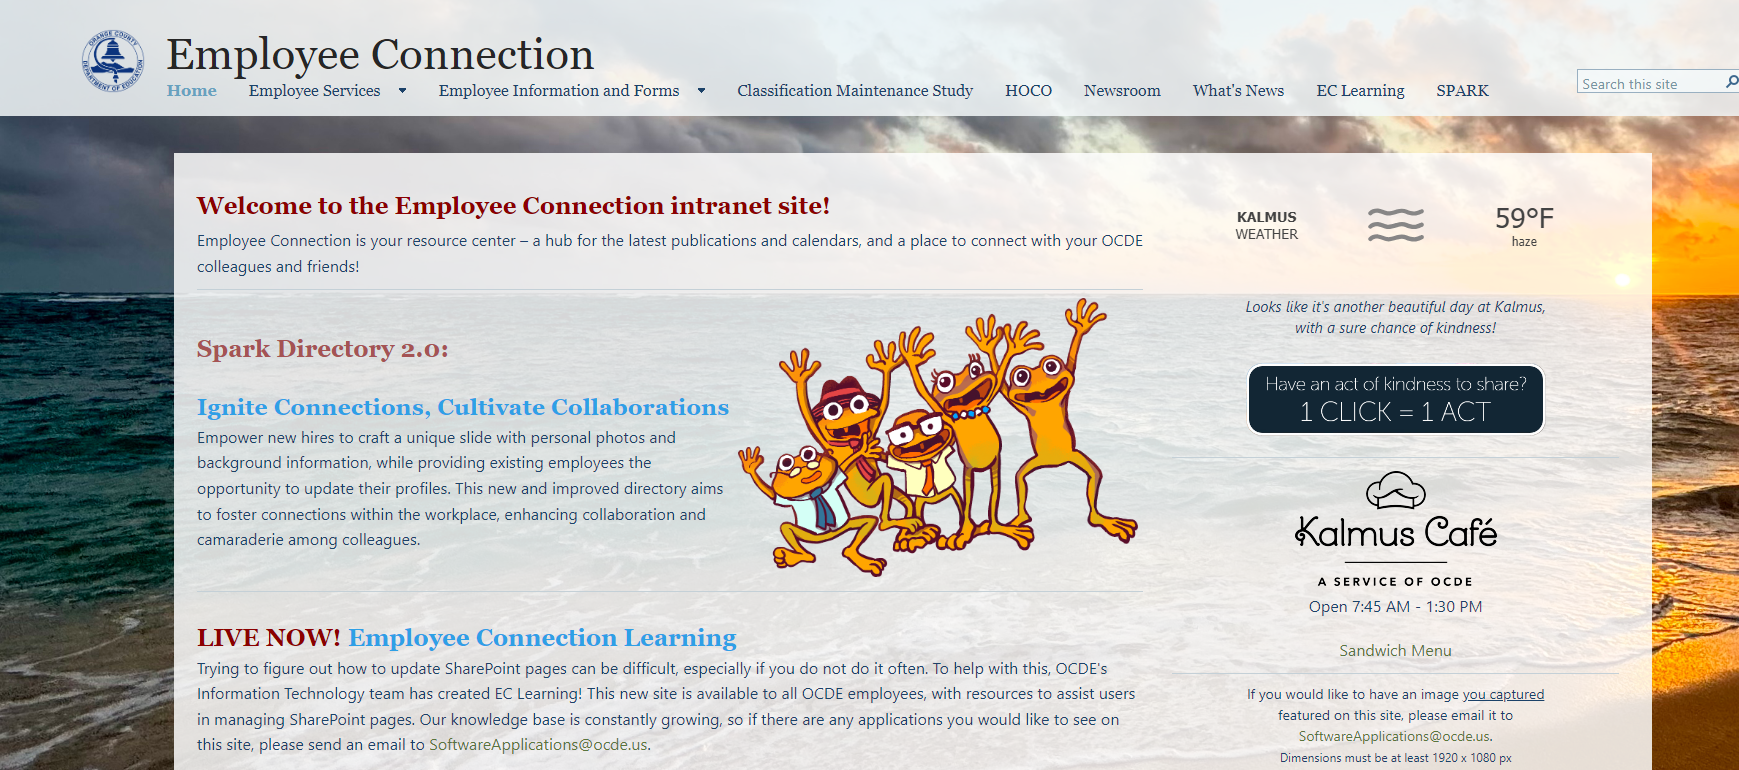 ORANGE COUNTY
DEPARTMENT OF EDUCATION
Employee Connection
Home Employee Services Employee Information and Forms Classification Maintenance Study HOCO Newsroom What's News EC Learning SPARK
Search this site
Welcome to the Employee Connection intranet site!
Employee Connection is your resource center – a hub for the latest publications and calendars, and a place to connect with your OCDE
colleagues and friends!
Spark Directory 2.0:
Ignite Connections, Cultivate Collaborations
Empower new hires to craft a unique slide with personal photos and
background information, while providing existing employees the
opportunity to update their profiles. This new and improved directory aims
to foster connections within the workplace, enhancing collaboration and
camaraderie among colleagues.
LIVE NOW! Employee Connection Learning
Trying to figure out how to update SharePoint pages can be difficult, especially if you do not do it often. To help with this, OCDE's
Information Technology team has created EC Learning! This new site is available to all OCDE employees, with resources to assist users
in managing SharePoint pages. Our knowledge base is constantly growing, so if there are any applications you would like to see on
this site, please send an email to SoftwareApplications@ocde.us.
KALMUS
WEATHER
59°F
haze
Looks like it's another beautiful day at Kalmus,
with a sure chance of kindness!
Have an act of kindness to share?
1 CLICK = 1 ACT
Kalmus Café
A SERVICE OF OCDE
Open 7:45 AM - 1:30 PM
Sandwich Menu
If you would like to have an image you captured
featured on this site, please email it to
SoftwareApplications@ocde.us.
Dimensions must be at least 1920 x 1080 px